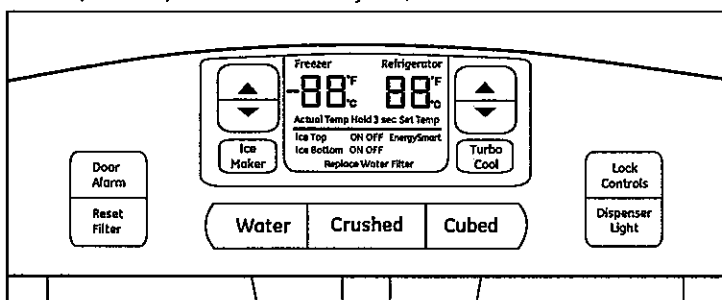 Freezer Refrigerator
-88°F °C 88°F °C
Actual Temp Hold 3 sec Set Temp
Ice Top ON OFF EnergySmart
Ice Bottom ON OFF
Replace Water Filter
Ice
Maker
Turbo
Cool
Door
Alarm
Reset
Filter
Lock
Controls
Dispenser
Light
Water Crushed Cubed